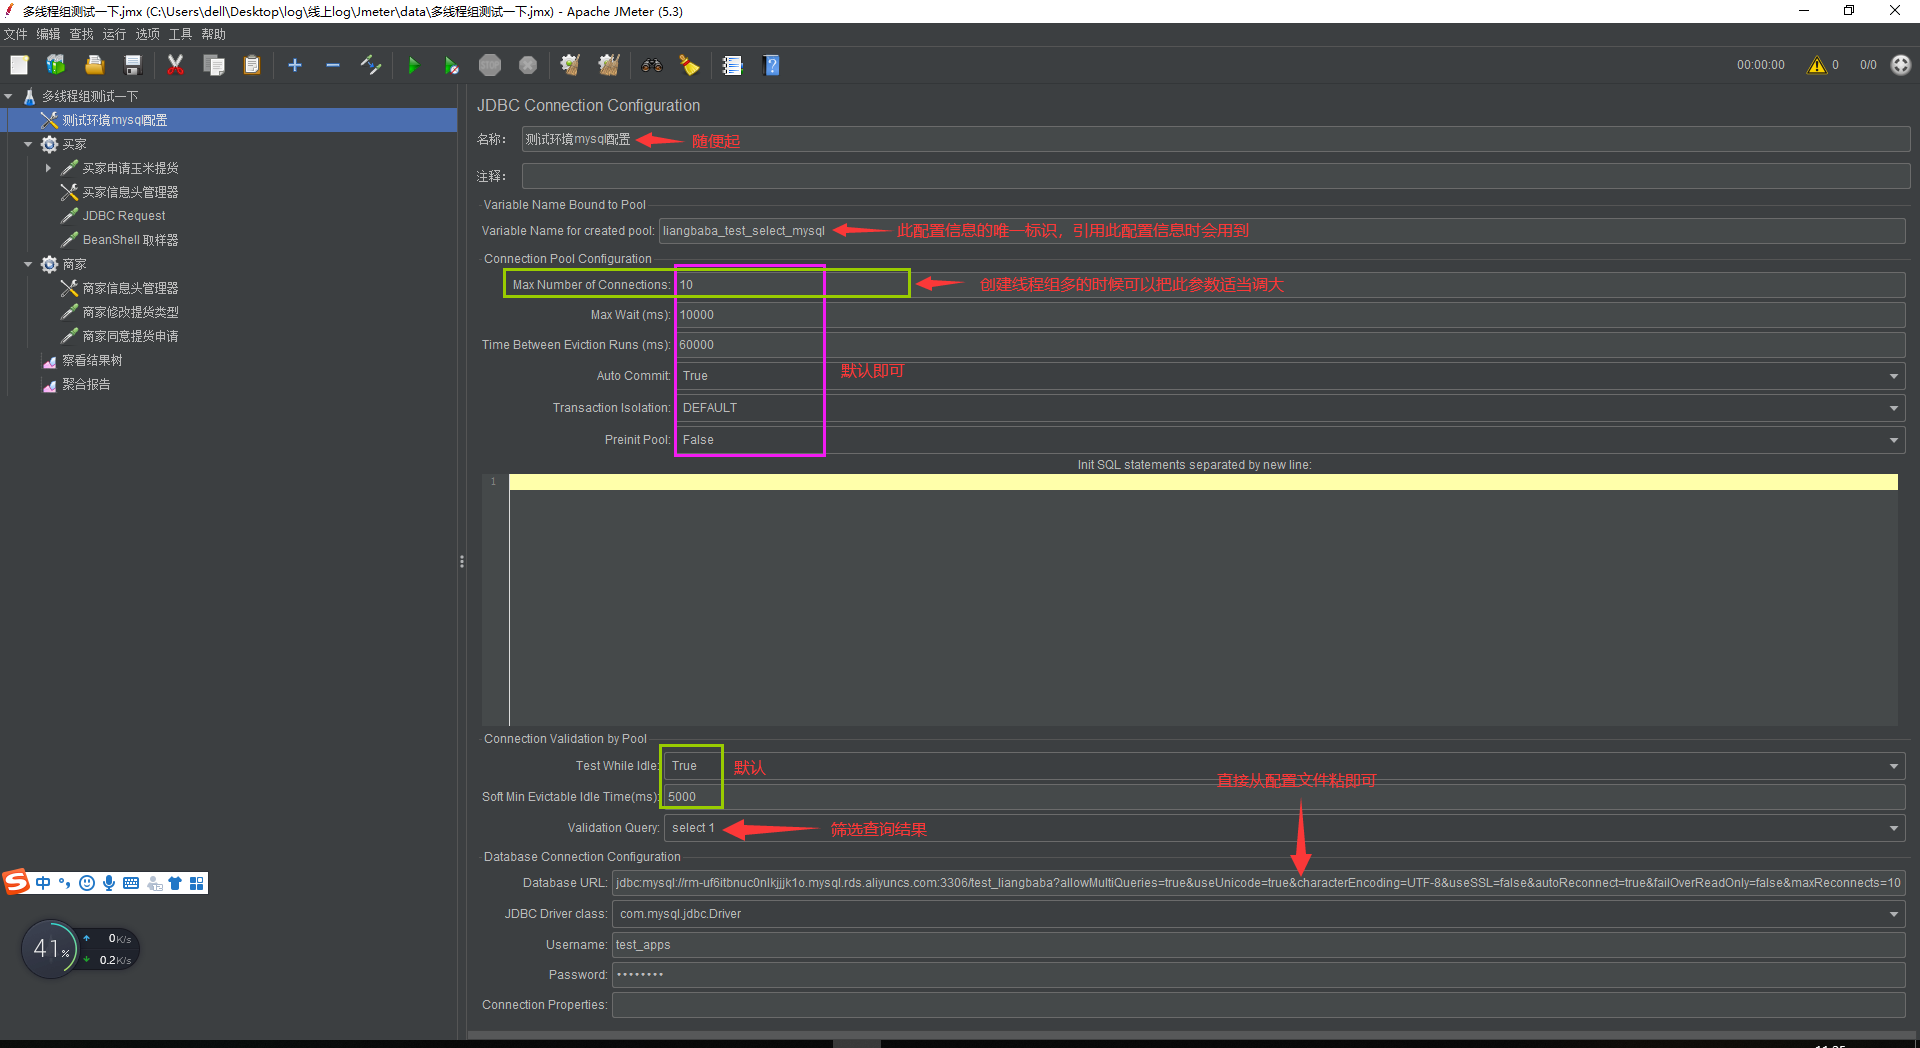 多线程组测试一下.jmx (C:\Users\dell\Desktop\log\线上log\Jmeter\data\多线程组测试一下.jmx) - Apache JMeter (5.3)
文件 编辑 查找 运行 选项 工具 帮助
00:00:00 0 0/0
多线程组测试一下
测试环境mysql配置
买家
买家申请玉米提货
买家信息头管理器
JDBC Request
BeanShell 取样器
商家
商家信息头管理器
商家修改提货类型
商家同意提货申请
察看结果树
聚合报告
JDBC Connection Configuration
名称: 测试环境mysql配置 随便起
注释:
Variable Name Bound to Pool
Variable Name for created pool: liangbaba_test_select_mysql 此配置信息的唯一标识，引用此配置信息时会用到
Connection Pool Configuration
Max Number of Connections: 10 创建线程组多的时候可以把此参数适当调大
Max Wait (ms): 10000
Time Between Eviction Runs (ms): 60000
默认即可
Auto Commit: True
Transaction Isolation: DEFAULT
Preinit Pool: False
Init SQL statements separated by new line:
1
Connection Validation by Pool
Test While Idle: True 默认
直接从配置文件粘即可
Soft Min Evictable Idle Time(ms): 5000
Validation Query: select 1 筛选查询结果
Database Connection Configuration
Database URL: jdbc:mysql://rm-uf6itbnuc0nlkjjjk1o.mysql.rds.aliyuncs.com:3306/test_liangbaba?allowMultiQueries=true&useUnicode=true&characterEncoding=UTF-8&useSSL=false&autoReconnect=true&failOverReadOnly=false&maxReconnects=10
JDBC Driver class: com.mysql.jdbc.Driver
Username: test_apps
Password: ••••••••
Connection Properties:
中
41% 0K/s
0.2K/s